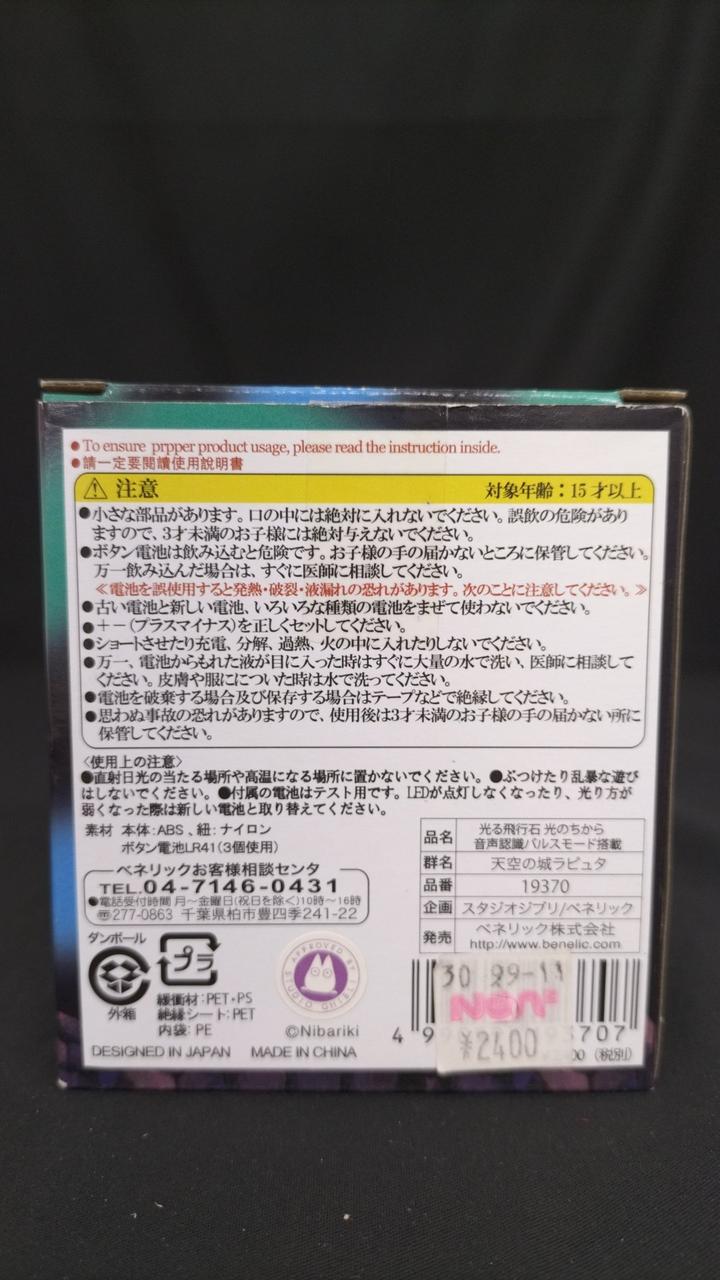 ● To ensure prpper product usage, please read the instruction inside.
● 請一定要閱讀使用說明書
注意 対象年齢：15才以上
●小さな部品があります。口の中には絶対に入れないでください。誤飲の危険があり
ますので、3才未満のお子様には絶対与えないでください。
●ボタン電池は飲み込むと危険です。お子様の手の届かないところに保管してください。
万一飲み込んだ場合は、すぐに医師に相談してください。
≪電池を誤使用すると発熱・破裂・液漏れの恐れがあります。次のことに注意してください。≫
●古い電池と新しい電池、いろいろな種類の電池をまぜて使わないでください。
●＋－(プラスマイナス)を正しくセットしてください。
●ショートさせたり充電、分解、過熱、火の中に入れたりしないでください。
●万一、電池からもれた液が目に入った時はすぐに大量の水で洗い、医師に相談して
ください。皮膚や服にについた時は水で洗ってください。
●電池を破棄する場合及び保存する場合はテープなどで絶縁してください。
●思わぬ事故の恐れがありますので、使用後は3才未満のお子様の手の届かない所に
保管してください。
〈使用上の注意〉
●直射日光の当たる場所や高温になる場所に置かないでください。●ぶつけたり乱暴な遊び
はしないでください。●付属の電池はテスト用です。LEDが点灯しなくなったり、光り方が
弱くなった際は新しい電池と取り替えてください。
素材 本体：ABS、紐：ナイロン
ボタン電池LR41(3個使用)
ベネリックお客様相談センタ
TEL.04-7146-0431
●電話受付時間 月～金曜日(祝日を除く)10時～16時
〒277-0863 千葉県柏市豊四季241-22
品名 光る飛行石 光のちから
音声認識パルスモード搭載
群名 天空の城ラピュタ
品番 19370
企画 スタジオジブリ/ベネリック
発売 ベネリック株式会社
http://www.benelic.com
ダンボール
外箱
プラ
緩衝材：PET・PS
絶縁シート：PET
内袋：PE
APPROVED BY
STUDIO GHIBLI
©Nibariki
DESIGNED IN JAPAN MADE IN CHINA
30 99-11
¥2400
4 9 3707
00 (税別)